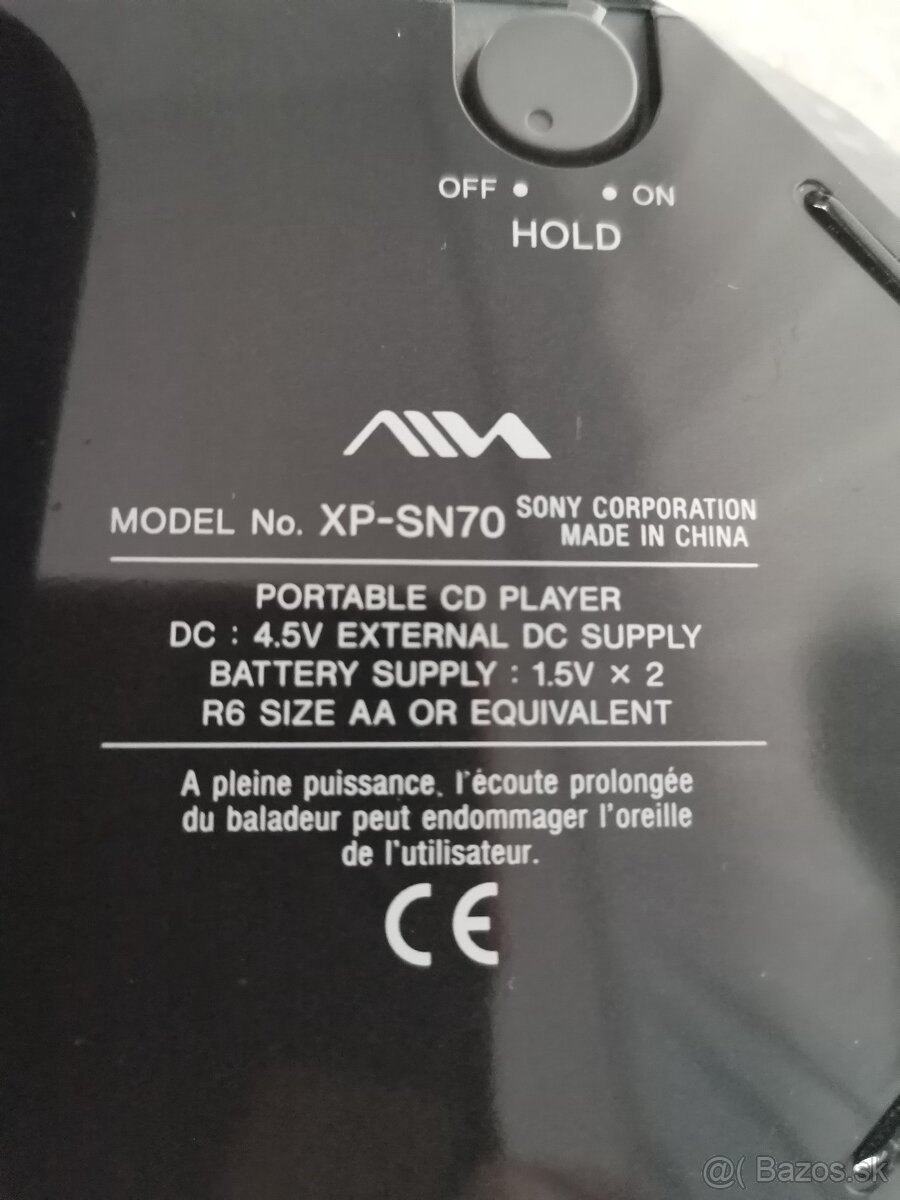 OFF • • ON
HOLD
AIWA
MODEL No. XP-SN70 SONY CORPORATION
MADE IN CHINA
PORTABLE CD PLAYER
DC : 4.5V EXTERNAL DC SUPPLY
BATTERY SUPPLY : 1.5V × 2
R6 SIZE AA OR EQUIVALENT
A pleine puissance, l'écoute prolongée
du baladeur peut endommager l'oreille
de l'utilisateur.
CE
@( Bazos.sk